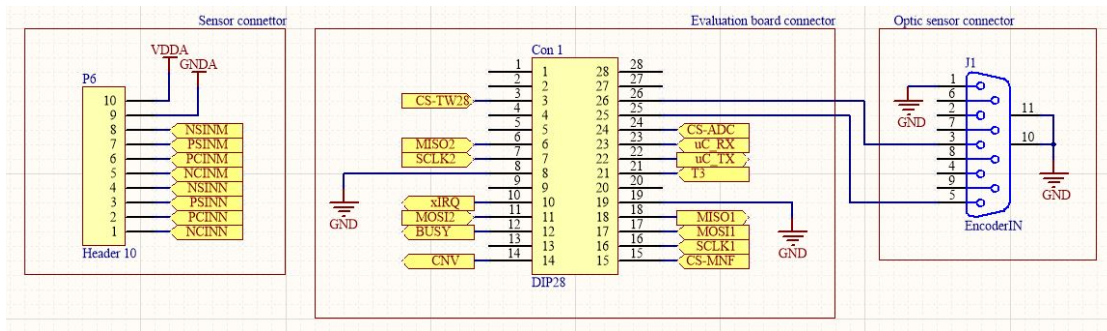 Sensor connettor
VDDA
GNDA
P6
10
9
8 NSINM
7 PSINM
6 PCINM
5 NCINM
4 NSINN
3 PSINN
2 PCINN
1 NCINN
Header 10
Evaluation board connector
Con 1
1 1 28 28
2 2 27 27
CS-TW28 3 3 26 26
4 4 25 25
5 5 24 24 CS-ADC
MISO2 6 6 23 23 uC_RX
SCLK2 7 7 22 22 uC_TX
8 8 21 21 T3
9 9 20 20
xIRQ 10 10 19 19
MOSI2 11 11 18 18 MISO1
BUSY 12 12 17 17 MOSI1
13 13 16 16 SCLK1
CNV 14 14 15 15 CS-MNF
GND
GND
DIP28
Optic sensor connector
J1
1
6
2
7
3
8
4
9
5
11
10
GND
GND
EncoderIN